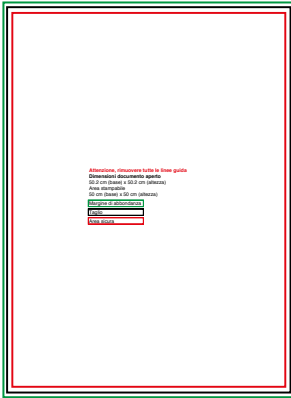 Attenzione, rimuovere tutte le linee guida
Dimensioni documento aperto
50.2 cm (base) x 50.2 cm (altezza)
Area stampabile
50 cm (base) x 50 cm (altezza)
Margine di abbondanza
Taglio
Area sicura